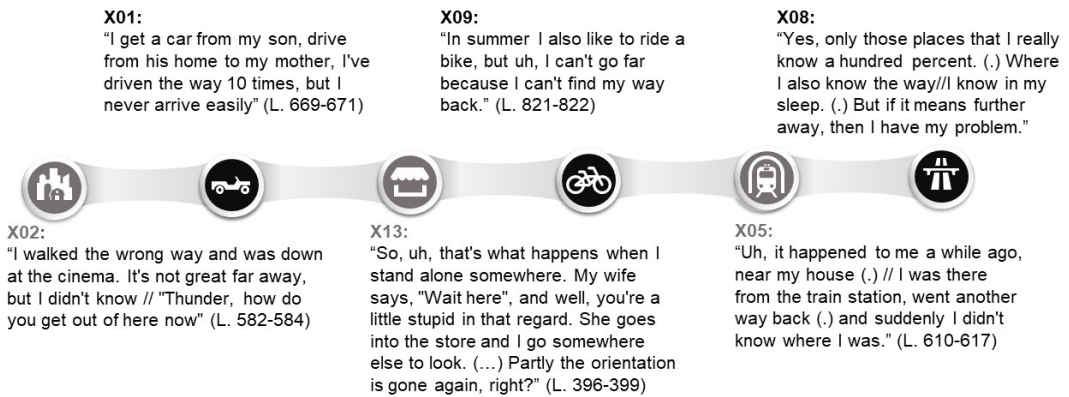 X01:
“I get a car from my son, drive
from his home to my mother, I've
driven the way 10 times, but I
never arrive easily” (L. 669-671)
X09:
“In summer I also like to ride a
bike, but uh, I can't go far
because I can't find my way
back.” (L. 821-822)
X08:
“Yes, only those places that I really
know a hundred percent. (.) Where
I also know the way//I know in my
sleep. (.) But if it means further
away, then I have my problem.”
X02:
“I walked the wrong way and was down
at the cinema. It's not great far away,
but I didn't know // "Thunder, how do
you get out of here now" (L. 582-584)
X13:
“So, uh, that's what happens when I
stand alone somewhere. My wife
says, "Wait here", and well, you're a
little stupid in that regard. She goes
into the store and I go somewhere
else to look. (…) Partly the orientation
is gone again, right?” (L. 396-399)
X05:
“Uh, it happened to me a while ago,
near my house (.) // I was there
from the train station, went another
way back (.) and suddenly I didn't
know where I was.” (L. 610-617)